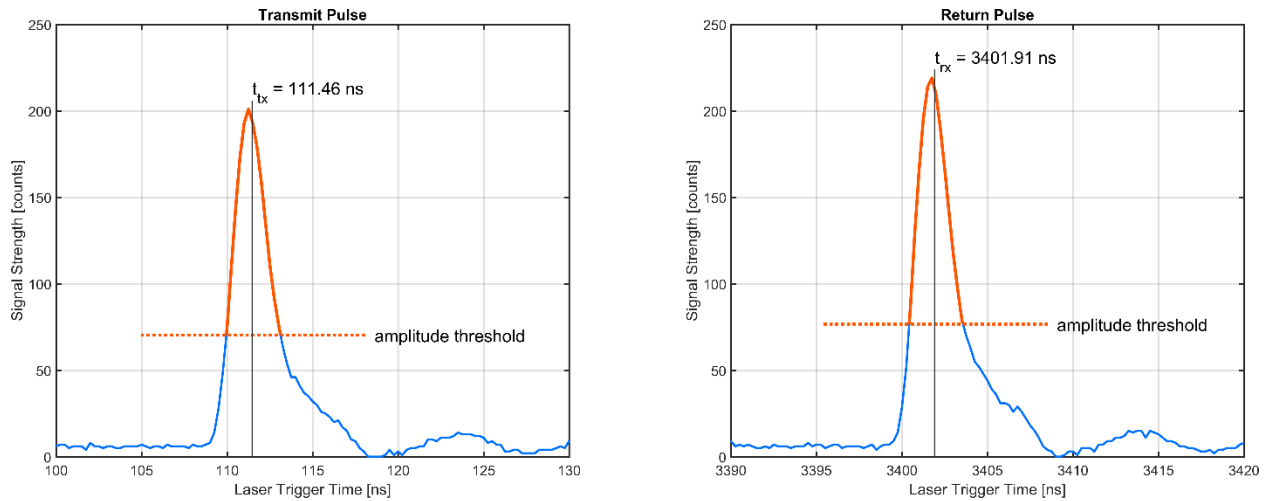 Transmit Pulse
250
200
150
100
50
0
Signal Strength [counts]
t_tx = 111.46 ns
amplitude threshold
100 105 110 115 120 125 130
Laser Trigger Time [ns]
Return Pulse
250
200
150
100
50
0
Signal Strength [counts]
t_rx = 3401.91 ns
amplitude threshold
3390 3395 3400 3405 3410 3415 3420
Laser Trigger Time [ns]